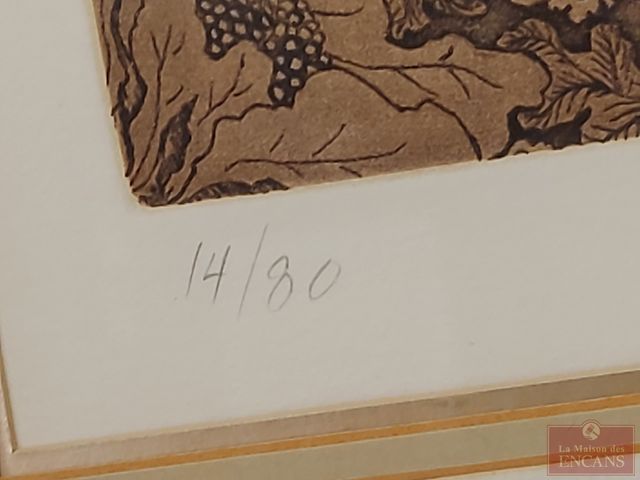 14/80
La Maison des
ENCANS